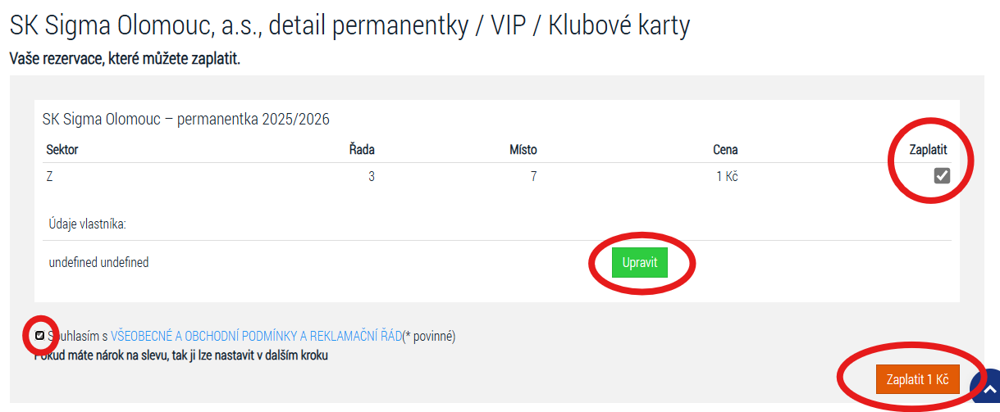 SK Sigma Olomouc, a.s., detail permanentky / VIP / Klubové karty
Vaše rezervace, které můžete zaplatit.
SK Sigma Olomouc – permanentka 2025/2026
Sektor Řada Místo Cena Zaplatit
Z 3 7 1 Kč
Údaje vlastníka:
undefined undefined Upravit
Souhlasím s VŠEOBECNÉ A OBCHODNÍ PODMÍNKY A REKLAMAČNÍ ŘÁD(* povinné)
Pokud máte nárok na slevu, tak ji lze nastavit v dalším kroku
Zaplatit 1 Kč